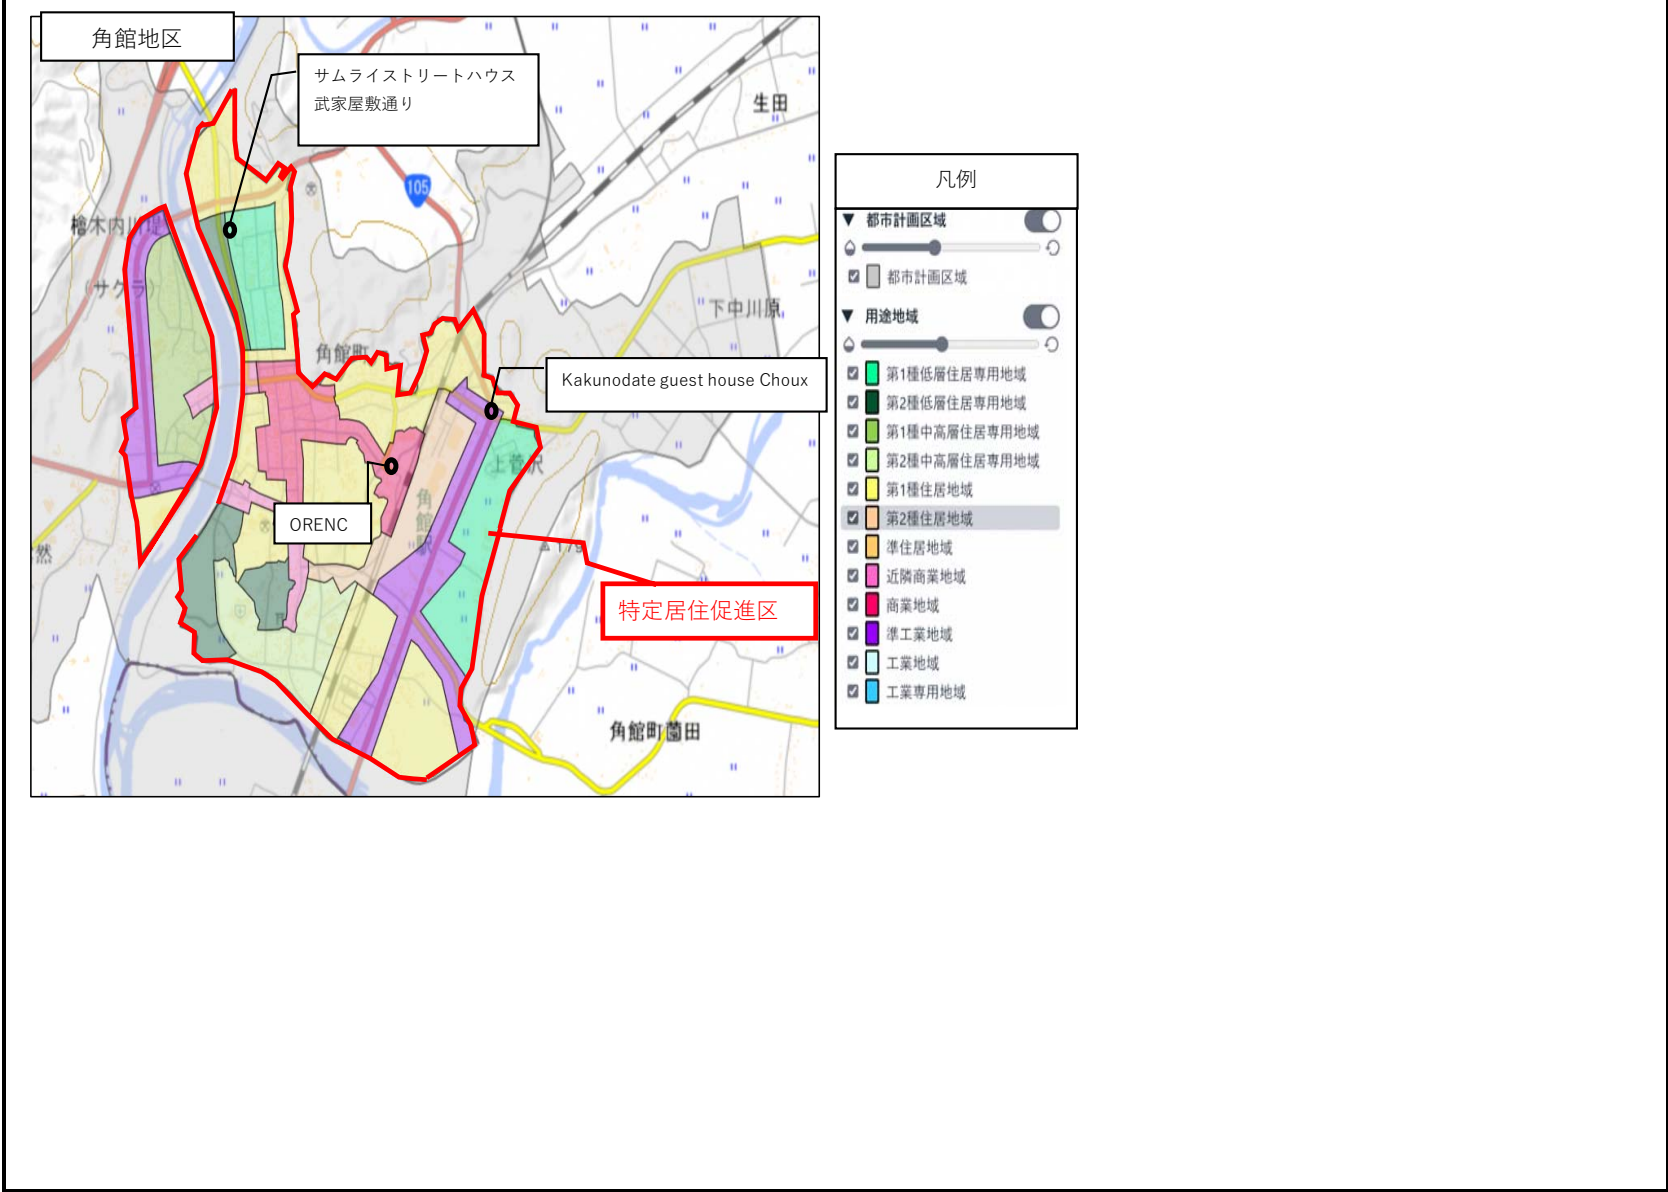 角館地区
サムライストリートハウス
武家屋敷通り
生田
105
檜木内川堤
(サクラ)
下中川原
角館町
Kakunodate guest house Choux
上菅沢
角館駅
ORENC
特定居住促進区
角館町薗田
凡例
▼ 都市計画区域
都市計画区域
▼ 用途地域
第1種低層住居専用地域
第2種低層住居専用地域
第1種中高層住居専用地域
第2種中高層住居専用地域
第1種住居地域
第2種住居地域
準住居地域
近隣商業地域
商業地域
準工業地域
工業地域
工業専用地域